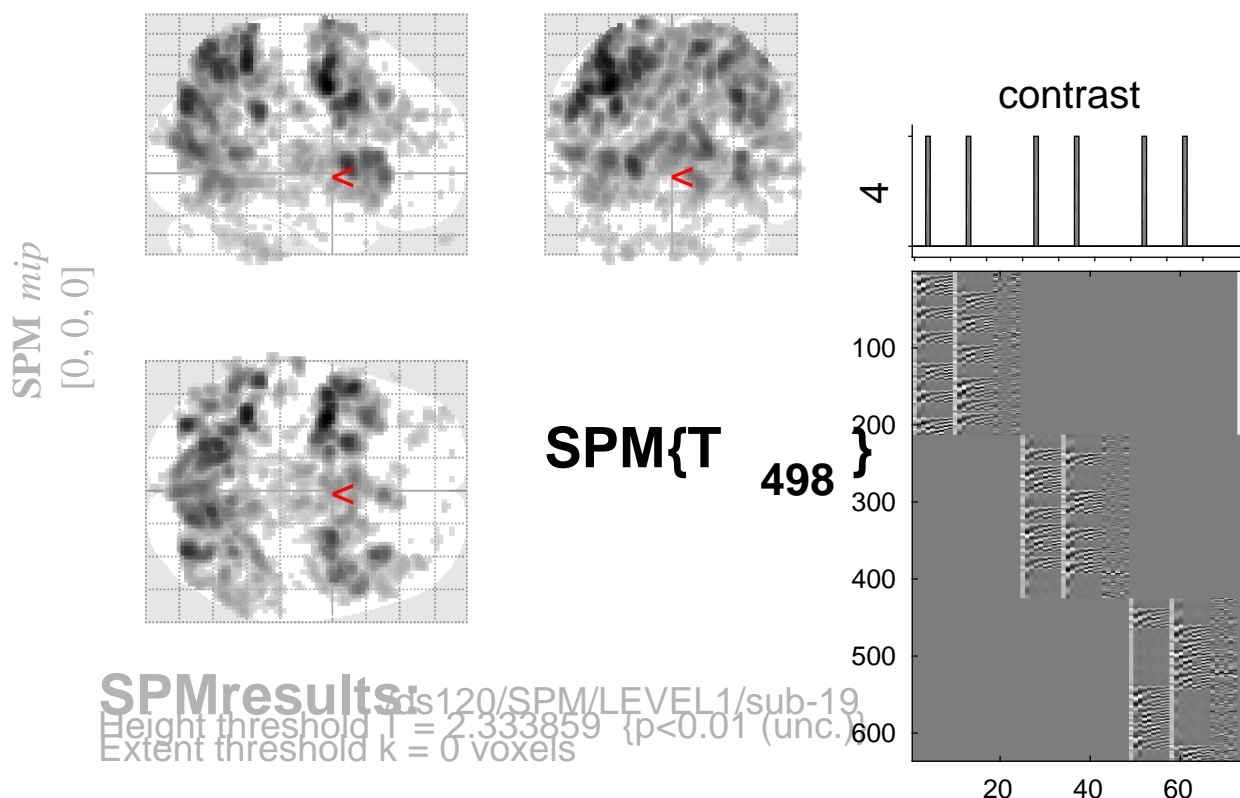 SPM mip
[0, 0, 0]
<
<
<
SPM{T498}
contrast
4
100
200
300
400
500
600
20
40
60
SPMresults: /ds120/SPM/LEVEL1/sub-19
Height threshold T = 2.333859 {p<0.01 (unc.)}
Extent threshold k = 0 voxels